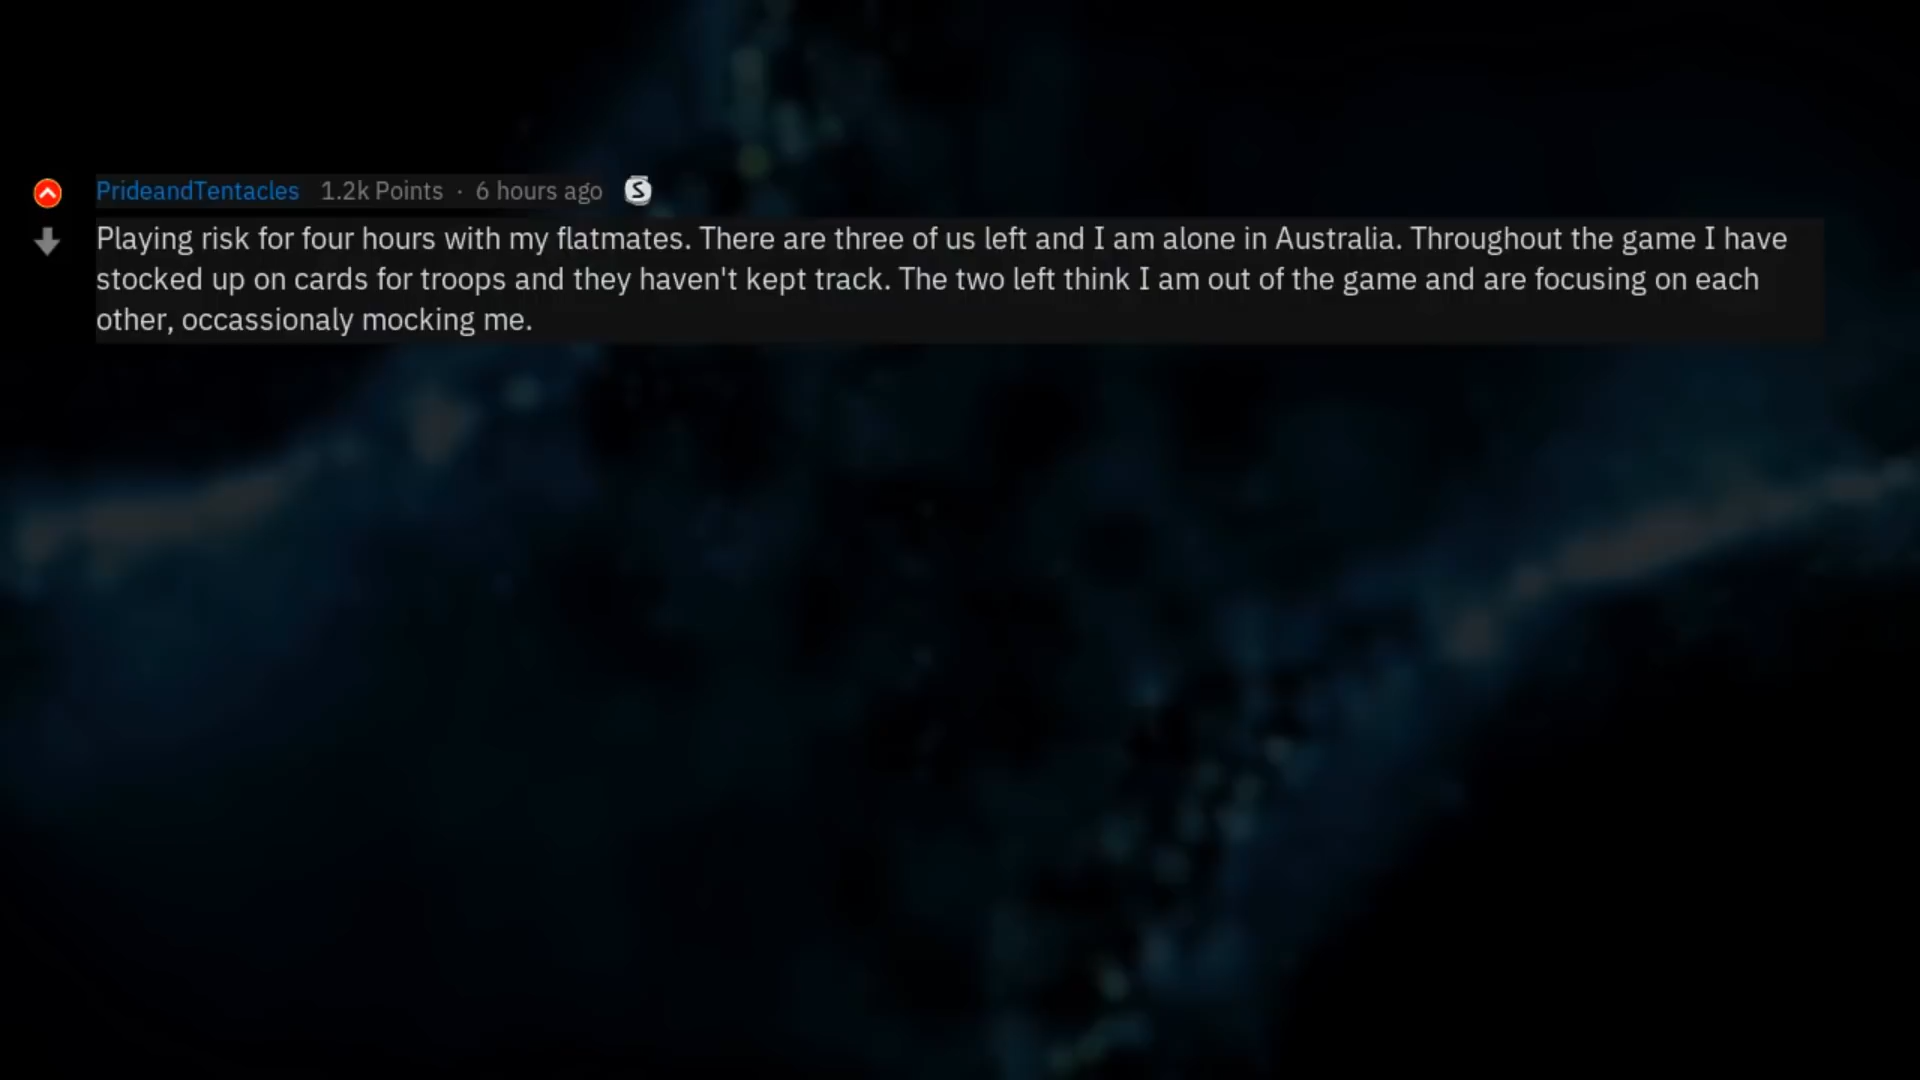 PrideandTentacles 1.2k Points · 6 hours ago S
Playing risk for four hours with my flatmates. There are three of us left and I am alone in Australia. Throughout the game I have
stocked up on cards for troops and they haven't kept track. The two left think I am out of the game and are focusing on each
other, occassionaly mocking me.